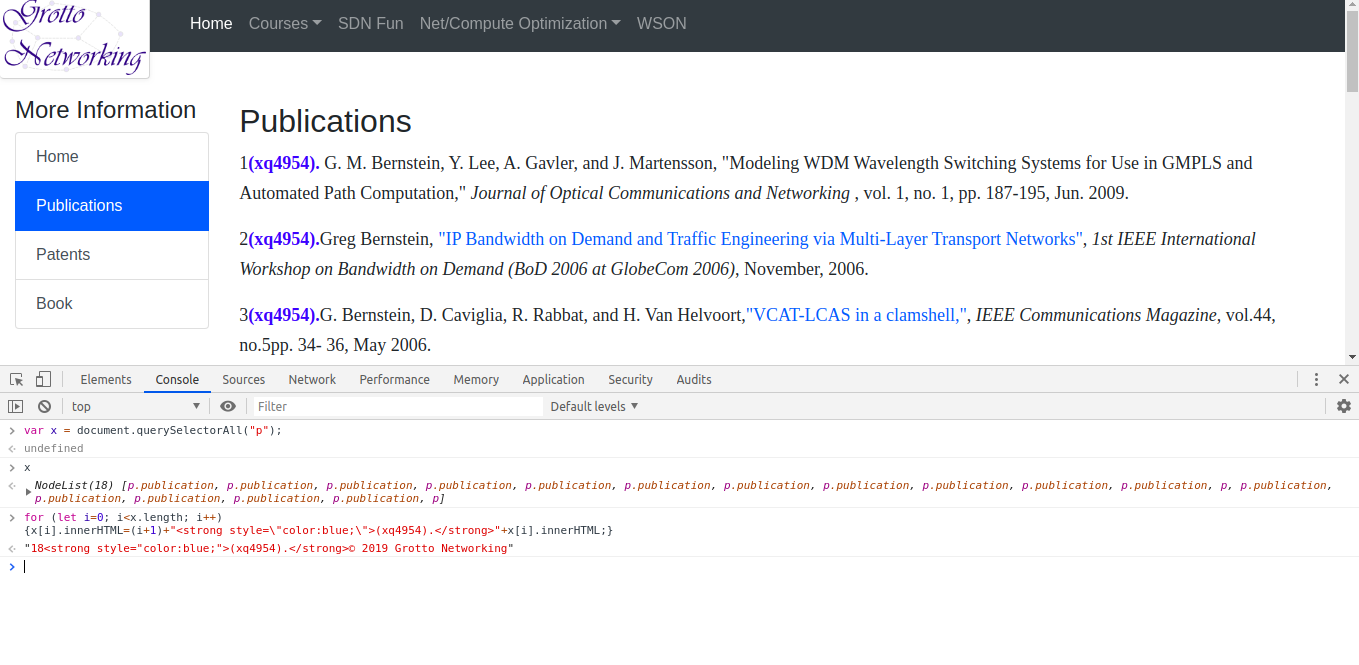 Grotto
Networking
Home Courses SDN Fun Net/Compute Optimization WSON
More Information
Home
Publications
Patents
Book
Publications
1(xq4954). G. M. Bernstein, Y. Lee, A. Gavler, and J. Martensson, "Modeling WDM Wavelength Switching Systems for Use in GMPLS and
Automated Path Computation," Journal of Optical Communications and Networking , vol. 1, no. 1, pp. 187-195, Jun. 2009.
2(xq4954).Greg Bernstein, "IP Bandwidth on Demand and Traffic Engineering via Multi-Layer Transport Networks", 1st IEEE International
Workshop on Bandwidth on Demand (BoD 2006 at GlobeCom 2006), November, 2006.
3(xq4954).G. Bernstein, D. Caviglia, R. Rabbat, and H. Van Helvoort,"VCAT-LCAS in a clamshell,", IEEE Communications Magazine, vol.44,
no.5pp. 34- 36, May 2006.
Elements Console Sources Network Performance Memory Application Security Audits
top Filter Default levels
var x = document.querySelectorAll("p");
undefined
x
NodeList(18) [p.publication, p.publication, p.publication, p.publication, p.publication, p.publication, p.publication, p.publication, p.publication, p.publication, p.publication, p, p.publication,
p.publication, p.publication, p.publication, p.publication, p]
for (let i=0; i<x.length; i++)
{x[i].innerHTML=(i+1)+"<strong style=\"color:blue;\">(xq4954).</strong>"+x[i].innerHTML;}
"18<strong style="color:blue;">(xq4954).</strong>© 2019 Grotto Networking"